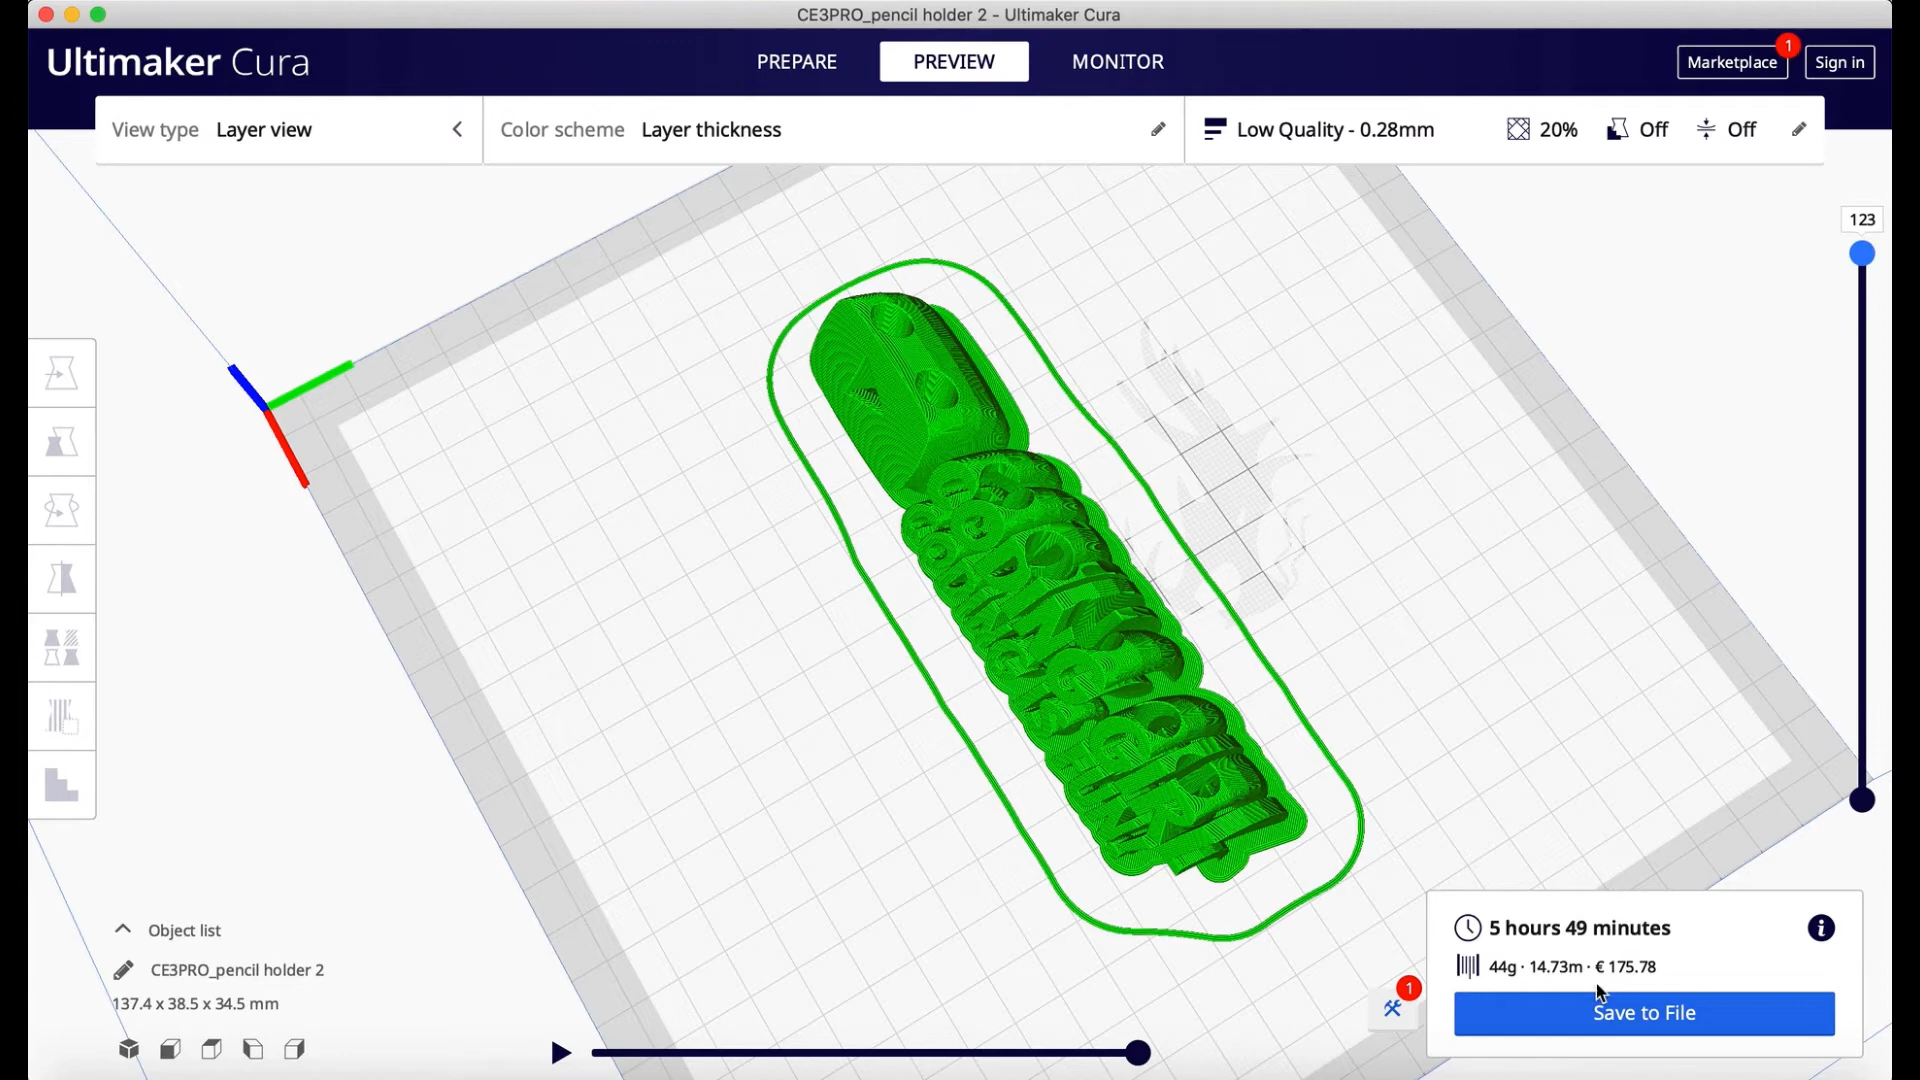 CE3PRO_pencil holder 2 - Ultimaker Cura
Ultimaker Cura
PREPARE
PREVIEW
MONITOR
Marketplace
1
Sign in
View type Layer view
Color scheme Layer thickness
Low Quality - 0.28mm
20%
Off
Off
123
Object list
CE3PRO_pencil holder 2
137.4 x 38.5 x 34.5 mm
5 hours 49 minutes
i
44g · 14.73m · € 175.78
1
Save to File